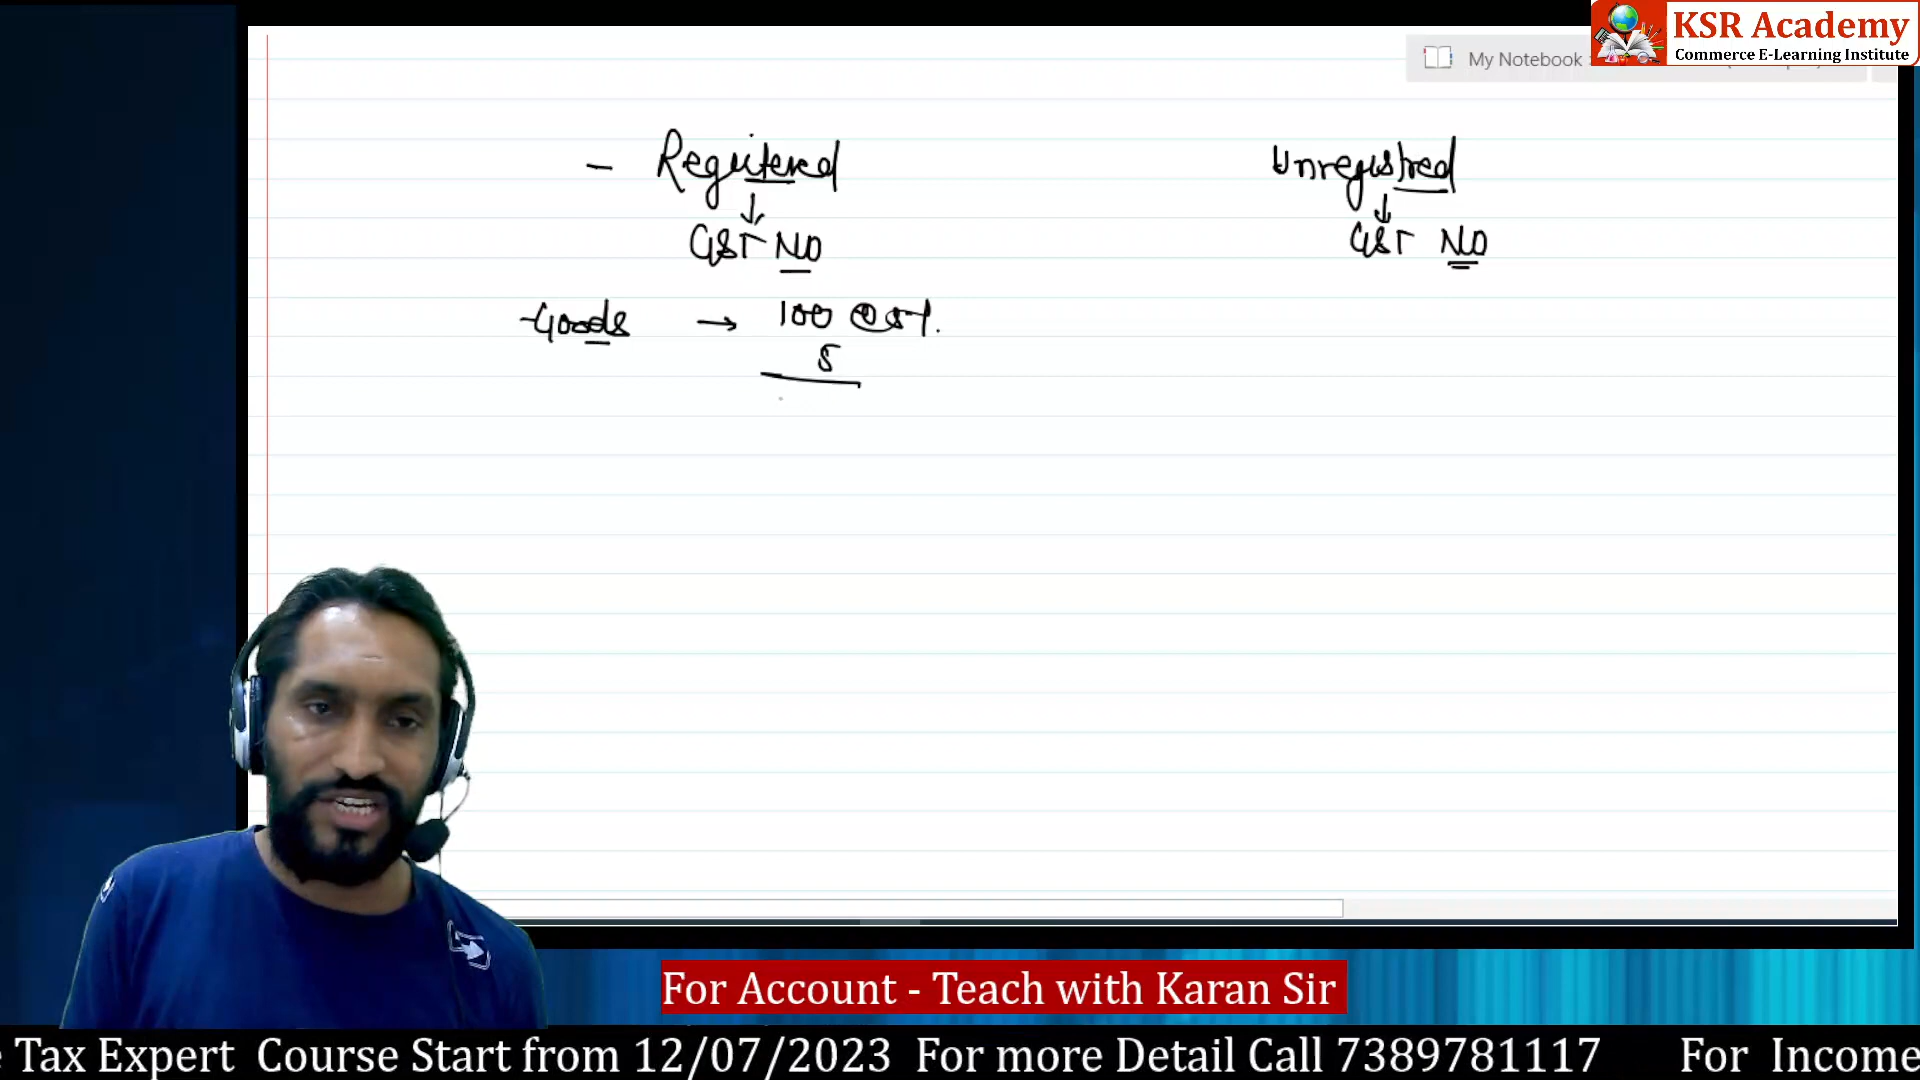 KSR Academy
Commerce E-Learning Institute
My Notebook
– Registered
Unregistred
↓
↓
GST NO
GST NO
- Goods → 100 @ 5%.
5
For Account - Teach with Karan Sir
e Tax Expert Course Start from 12/07/2023 For more Detail Call 7389781117 For Income